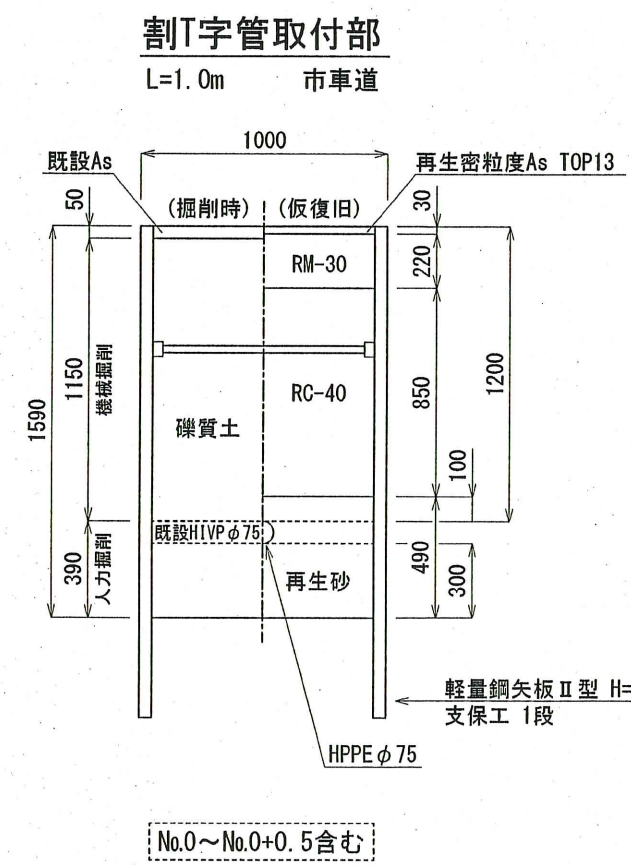 割T字管取付部
L=1.0m 市車道
1000
既設As
再生密粒度As TOP13
50
(掘削時)
(仮復旧)
30
RM-30
220
1590
1150
機械掘削
RC-40
850
1200
礫質土
100
既設HIVPφ75
390
人力掘削
再生砂
490
300
軽量鋼矢板Ⅱ型 H=
支保工 1段
HPPEφ75
No.0～No.0+0.5含む